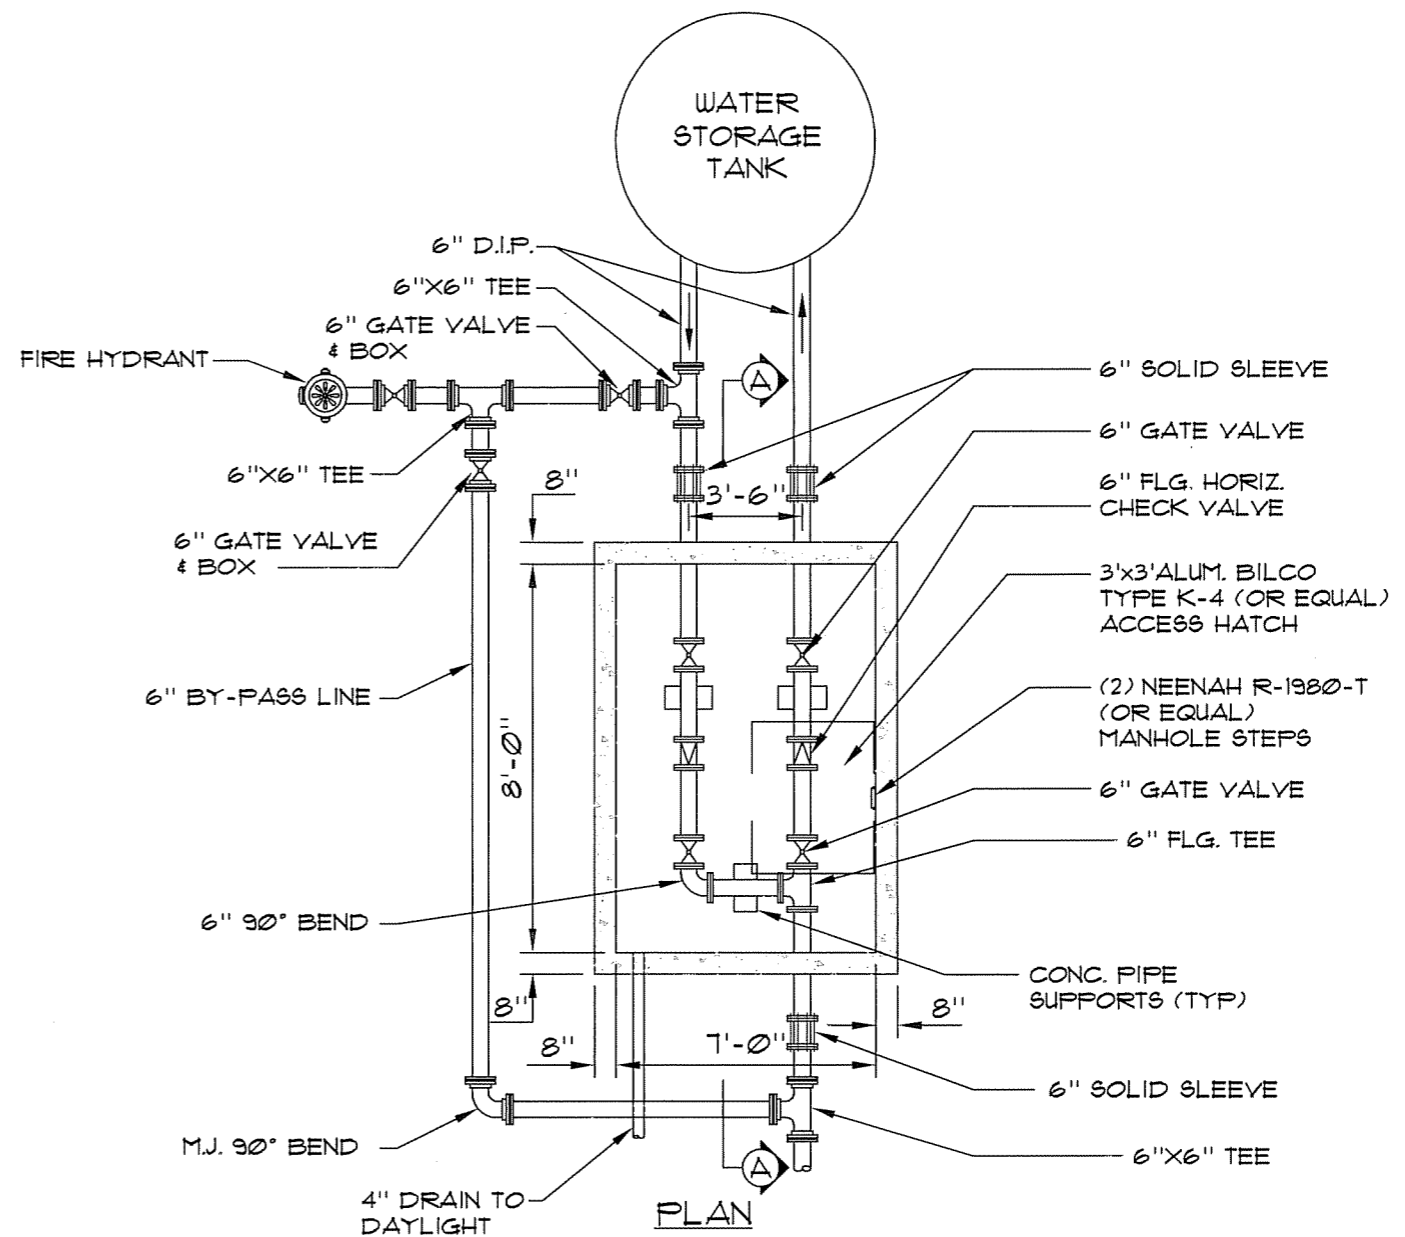 WATER
STORAGE
TANK
6" D.I.P.
6"X6" TEE
6" GATE VALVE
& BOX
FIRE HYDRANT
A
6" SOLID SLEEVE
6" GATE VALVE
6"X6" TEE
8"
3'-6"
6" FLG. HORIZ.
CHECK VALVE
6" GATE VALVE
& BOX
3'x3' ALUM. BILCO
TYPE K-4 (OR EQUAL)
ACCESS HATCH
6" BY-PASS LINE
(2) NEENAH R-1980-T
(OR EQUAL)
MANHOLE STEPS
8'-0"
6" GATE VALVE
6" FLG. TEE
6" 90° BEND
CONC. PIPE
SUPPORTS (TYP)
8"
8"
8"
7'-0"
6" SOLID SLEEVE
M.J. 90° BEND
6"X6" TEE
A
4" DRAIN TO
DAYLIGHT
PLAN